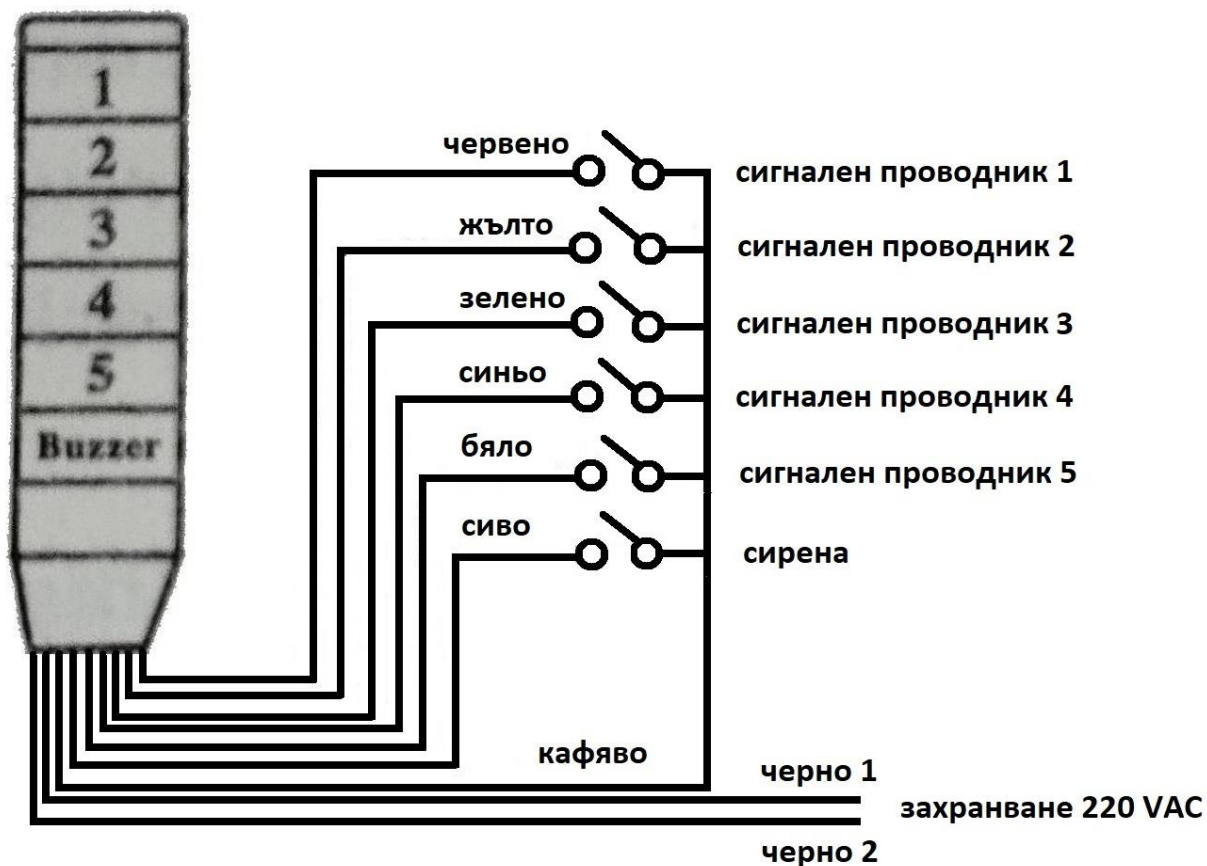 1
2
3
4
5
Buzzer
червено
сигнален проводник 1
жълто
сигнален проводник 2
зелено
сигнален проводник 3
синьо
сигнален проводник 4
бяло
сигнален проводник 5
сиво
сирена
кафяво
черно 1
захранване 220 VAC
черно 2